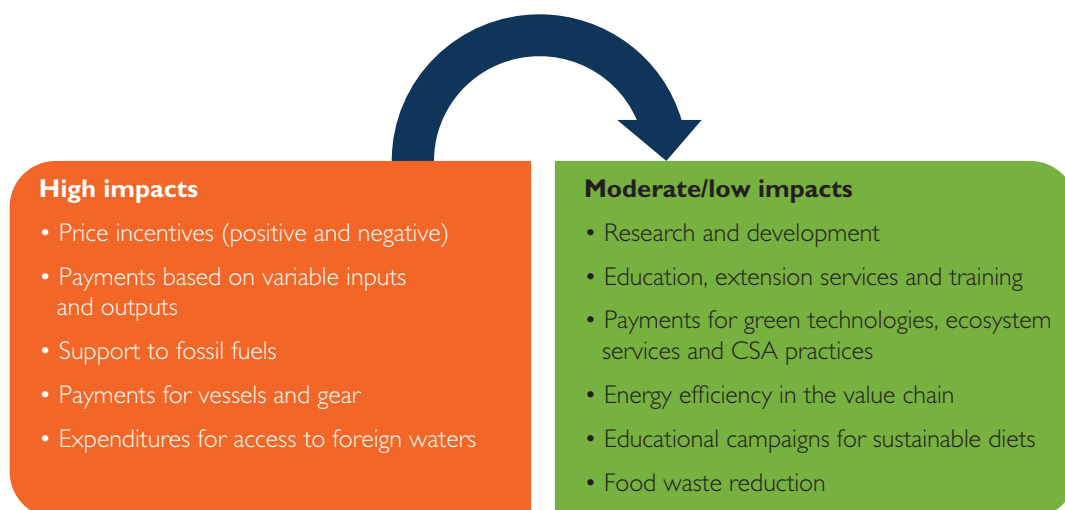 High impacts
• Price incentives (positive and negative)
• Payments based on variable inputs
and outputs
• Support to fossil fuels
• Payments for vessels and gear
• Expenditures for access to foreign waters
Moderate/low impacts
• Research and development
• Education, extension services and training
• Payments for green technologies, ecosystem
services and CSA practices
• Energy efficiency in the value chain
• Educational campaigns for sustainable diets
• Food waste reduction